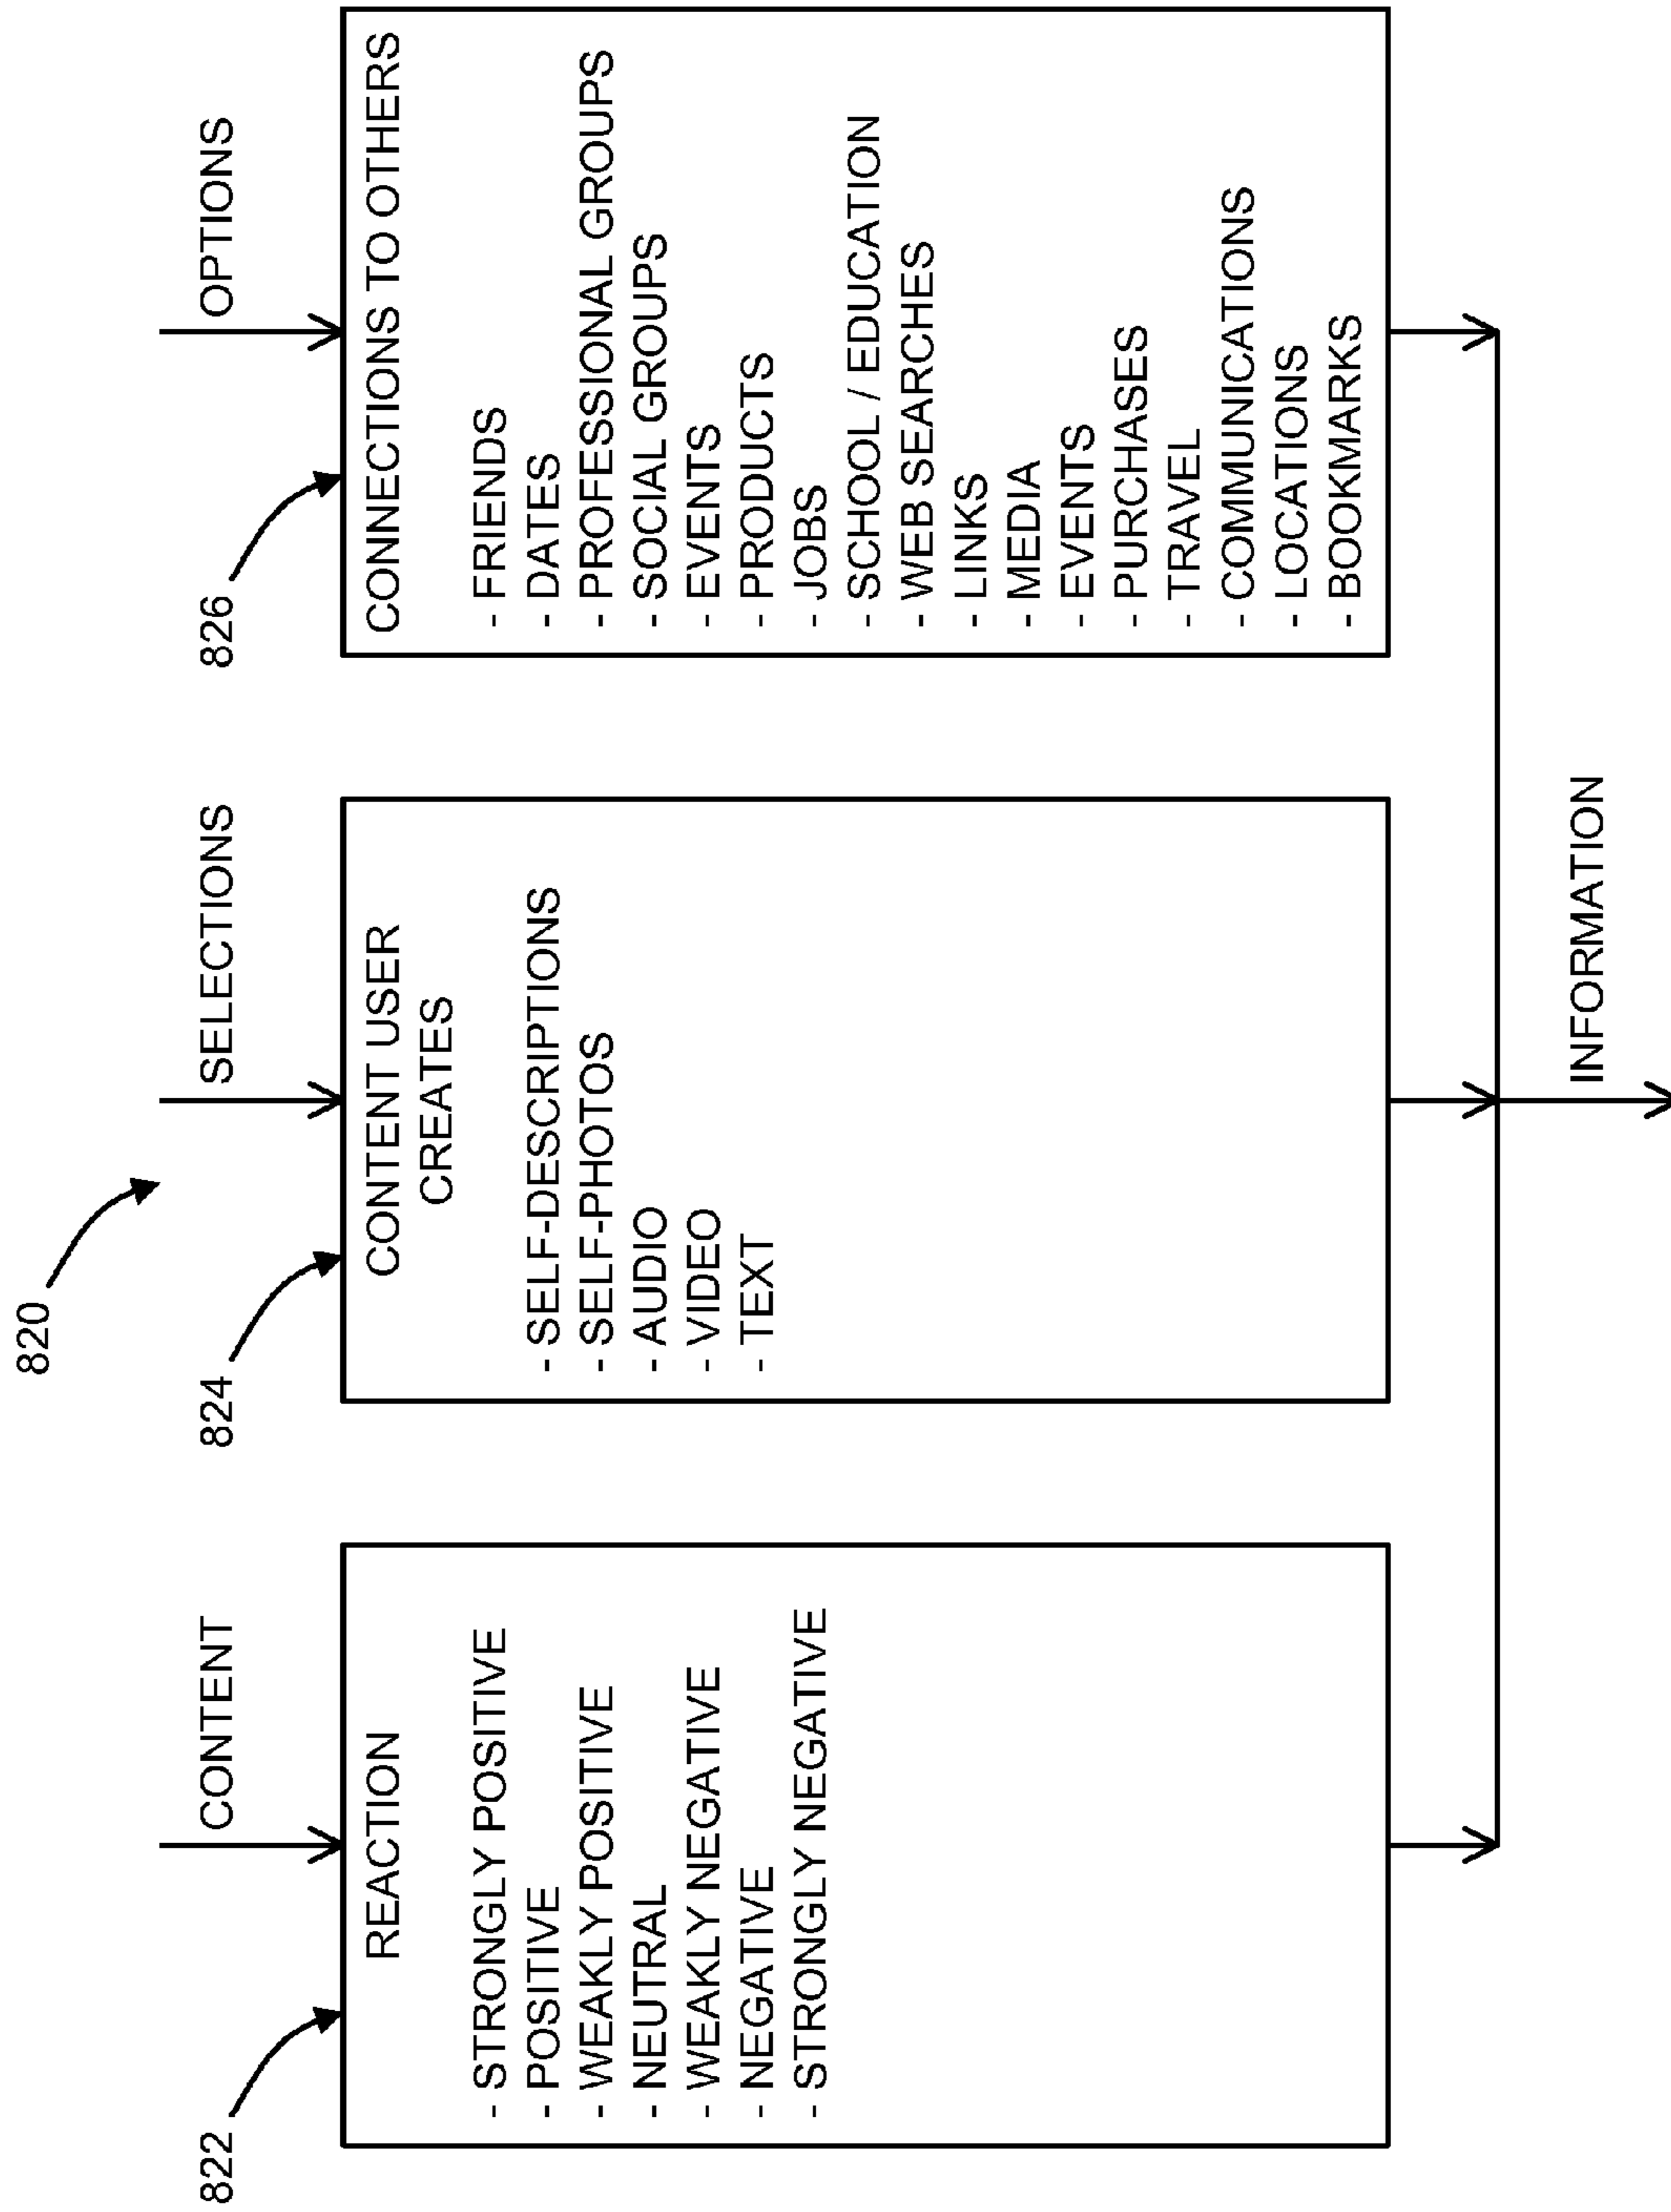 820
CONTENT
SELECTIONS
OPTIONS
822
REACTION
- STRONGLY POSITIVE
- POSITIVE
- WEAKLY POSITIVE
- NEUTRAL
- WEAKLY NEGATIVE
- NEGATIVE
- STRONGLY NEGATIVE
824
CONTENT USER
CREATES
- SELF-DESCRIPTIONS
- SELF-PHOTOS
- AUDIO
- VIDEO
- TEXT
826
CONNECTIONS TO OTHERS
- FRIENDS
- DATES
- PROFESSIONAL GROUPS
- SOCIAL GROUPS
- EVENTS
- PRODUCTS
- JOBS
- SCHOOL / EDUCATION
- WEB SEARCHES
- LINKS
- MEDIA
- EVENTS
- PURCHASES
- TRAVEL
- COMMUNICATIONS
- LOCATIONS
- BOOKMARKS
INFORMATION